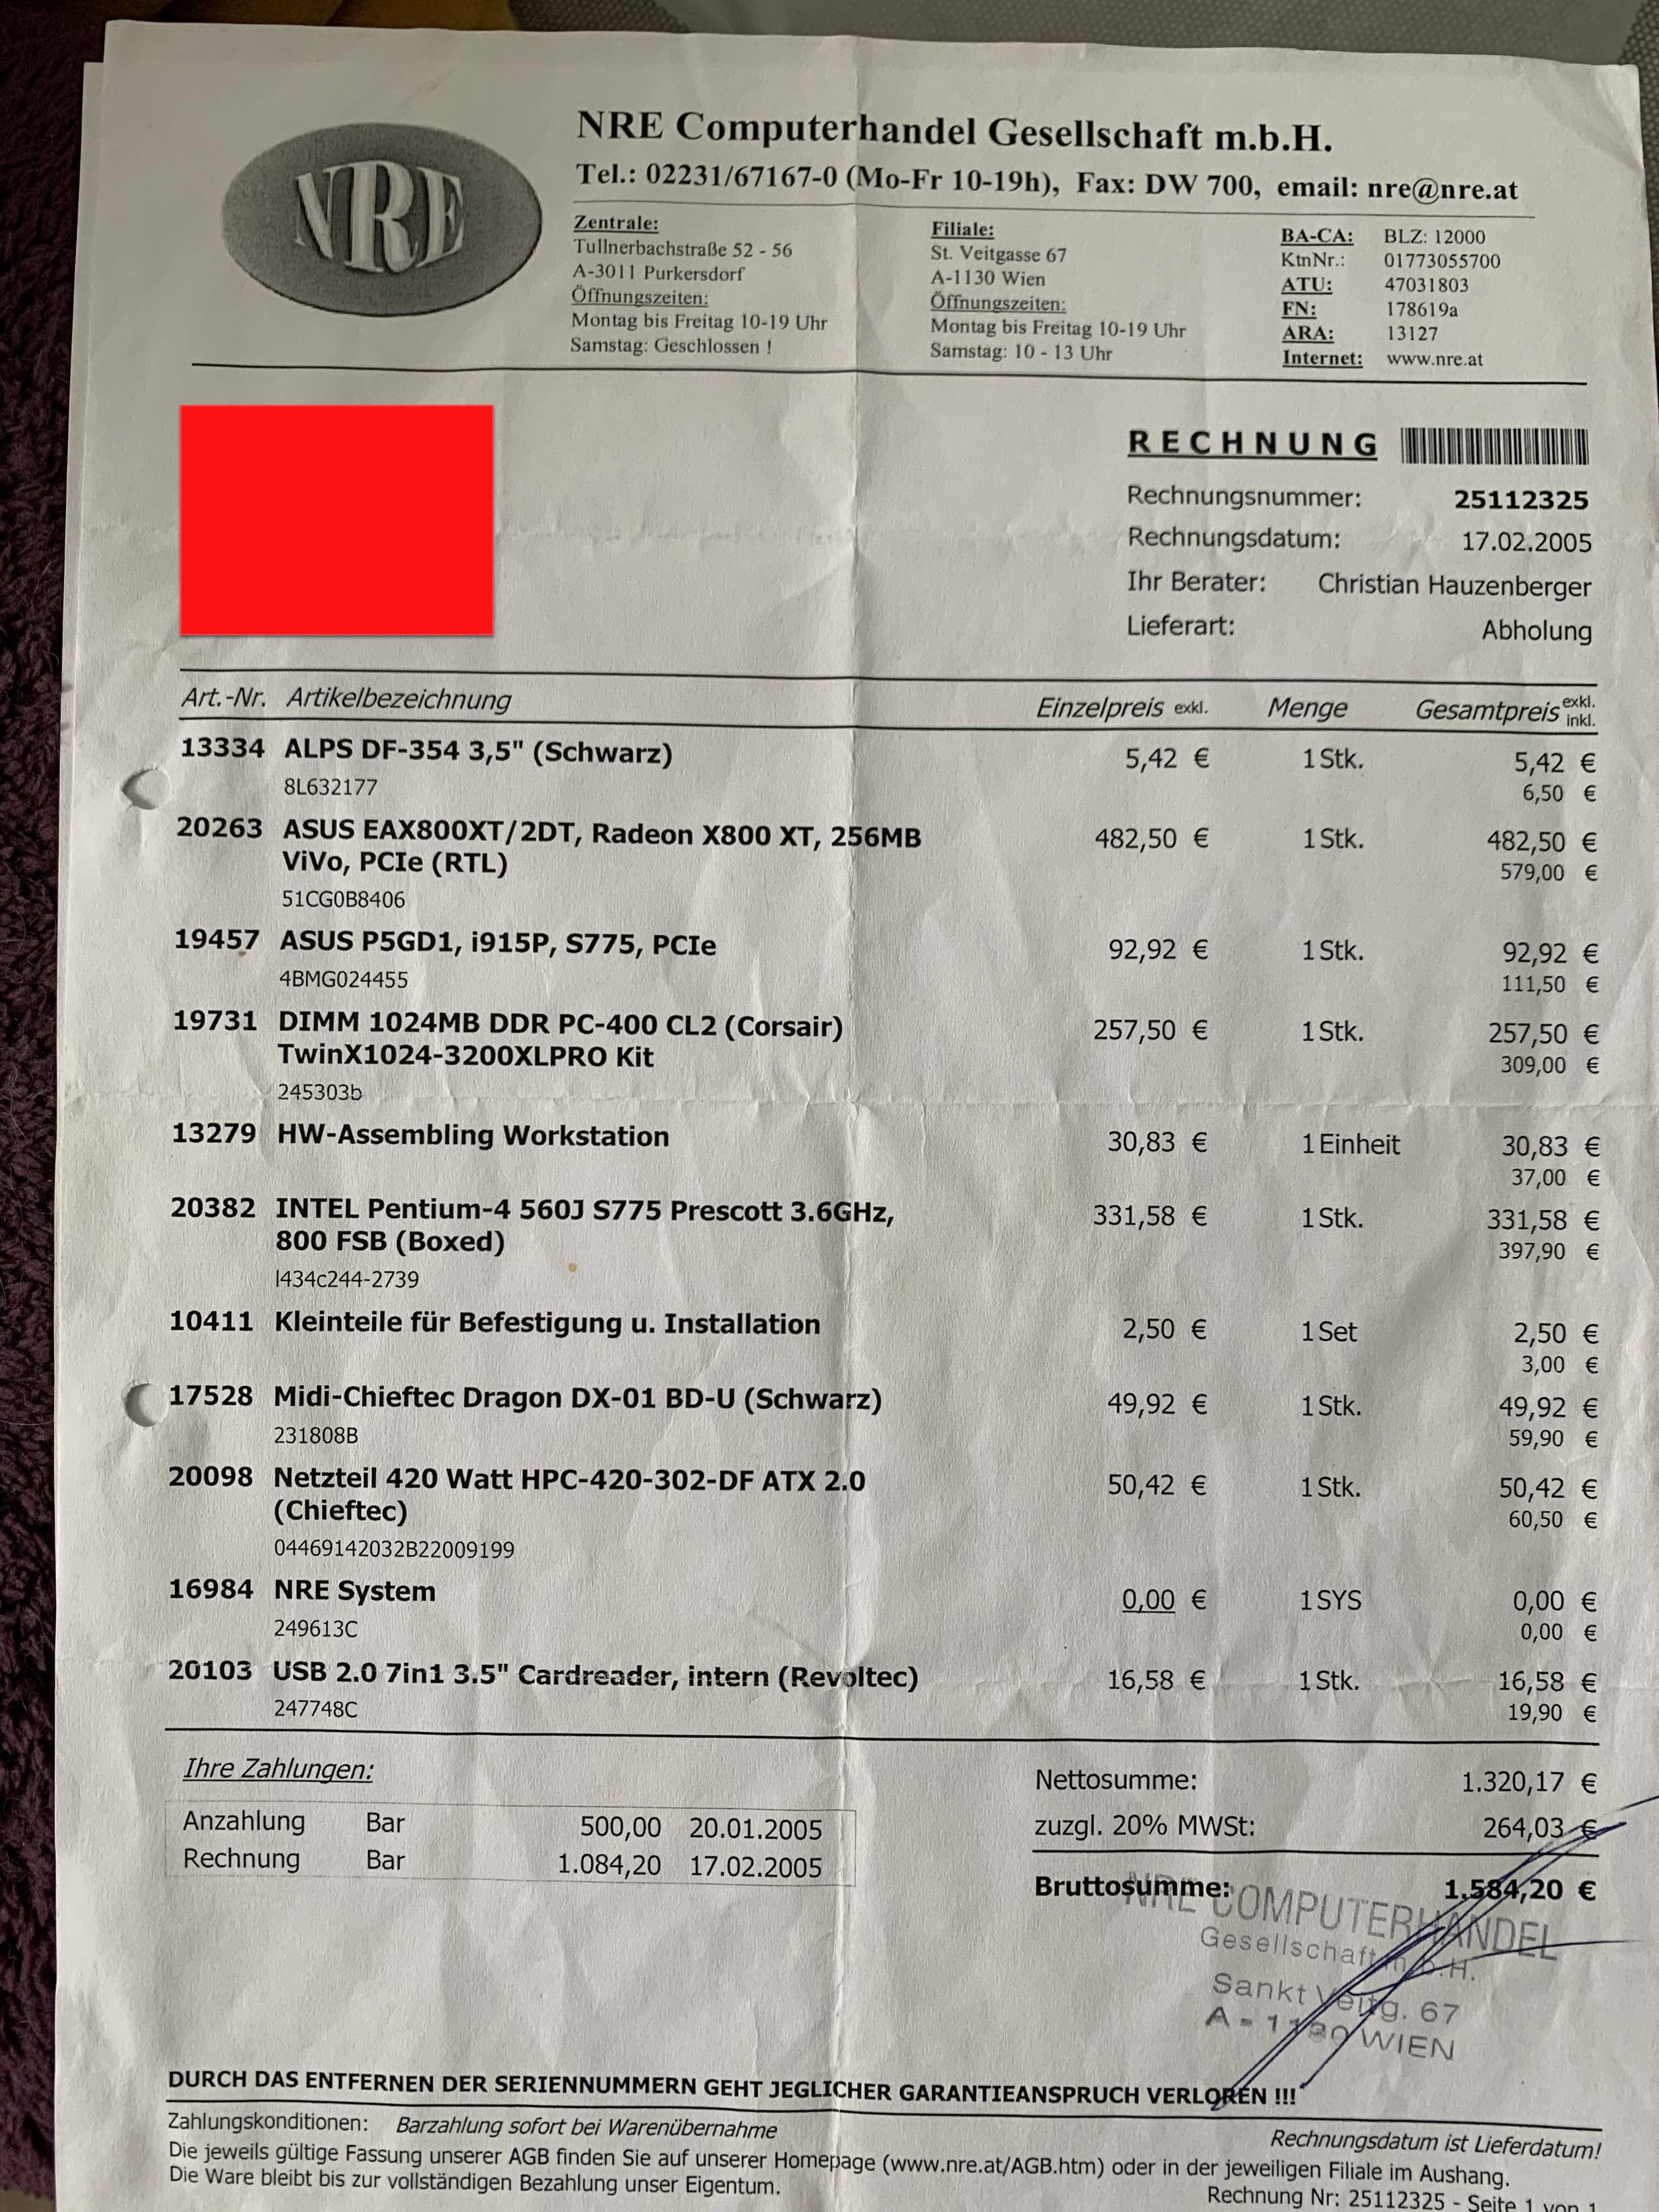 NRE
NRE Computerhandel Gesellschaft m.b.H.
Tel.: 02231/67167-0 (Mo-Fr 10-19h), Fax: DW 700, email: nre@nre.at
Zentrale:
Tullnerbachstraße 52 - 56
A-3011 Purkersdorf
Öffnungszeiten:
Montag bis Freitag 10-19 Uhr
Samstag: Geschlossen !
Filiale:
St. Veitgasse 67
A-1130 Wien
Öffnungszeiten:
Montag bis Freitag 10-19 Uhr
Samstag: 10 - 13 Uhr
BA-CA: BLZ: 12000
KtnNr.: 01773055700
ATU: 47031803
FN: 178619a
ARA: 13127
Internet: www.nre.at
RECHNUNG
Rechnungsnummer: 25112325
Rechnungsdatum: 17.02.2005
Ihr Berater: Christian Hauzenberger
Lieferart: Abholung
Art.-Nr. Artikelbezeichnung Einzelpreis exkl. Menge Gesamtpreis exkl. inkl.
13334 ALPS DF-354 3,5" (Schwarz) 5,42 € 1 Stk. 5,42 €
8L632177 6,50 €
20263 ASUS EAX800XT/2DT, Radeon X800 XT, 256MB 482,50 € 1 Stk. 482,50 €
ViVo, PCIe (RTL) 579,00 €
51CG0B8406
19457 ASUS P5GD1, i915P, S775, PCIe 92,92 € 1 Stk. 92,92 €
4BMG024455 111,50 €
19731 DIMM 1024MB DDR PC-400 CL2 (Corsair) 257,50 € 1 Stk. 257,50 €
TwinX1024-3200XLPRO Kit 309,00 €
245303b
13279 HW-Assembling Workstation 30,83 € 1 Einheit 30,83 €
37,00 €
20382 INTEL Pentium-4 560J S775 Prescott 3.6GHz, 331,58 € 1 Stk. 331,58 €
800 FSB (Boxed) 397,90 €
l434c244-2739
10411 Kleinteile für Befestigung u. Installation 2,50 € 1 Set 2,50 €
3,00 €
17528 Midi-Chieftec Dragon DX-01 BD-U (Schwarz) 49,92 € 1 Stk. 49,92 €
231808B 59,90 €
20098 Netzteil 420 Watt HPC-420-302-DF ATX 2.0 50,42 € 1 Stk. 50,42 €
(Chieftec) 60,50 €
04469142032B22009199
16984 NRE System 0,00 € 1 SYS 0,00 €
249613C 0,00 €
20103 USB 2.0 7in1 3.5" Cardreader, intern (Revoltec) 16,58 € 1 Stk. 16,58 €
247748C 19,90 €
Ihre Zahlungen:
Anzahlung Bar 500,00 20.01.2005
Rechnung Bar 1.084,20 17.02.2005
Nettosumme: 1.320,17 €
zuzgl. 20% MWSt: 264,03 €
Bruttosumme: 1.584,20 €
NRE COMPUTERHANDEL
Gesellschaft m.b.H.
Sankt Veitg. 67
A - 1130 WIEN
DURCH DAS ENTFERNEN DER SERIENNUMMERN GEHT JEGLICHER GARANTIEANSPRUCH VERLOREN !!!
Zahlungskonditionen: Barzahlung sofort bei Warenübernahme Rechnungsdatum ist Lieferdatum!
Die jeweils gültige Fassung unserer AGB finden Sie auf unserer Homepage (www.nre.at/AGB.htm) oder in der jeweiligen Filiale im Aushang.
Die Ware bleibt bis zur vollständigen Bezahlung unser Eigentum.
Rechnung Nr: 25112325 - Seite 1 von 1